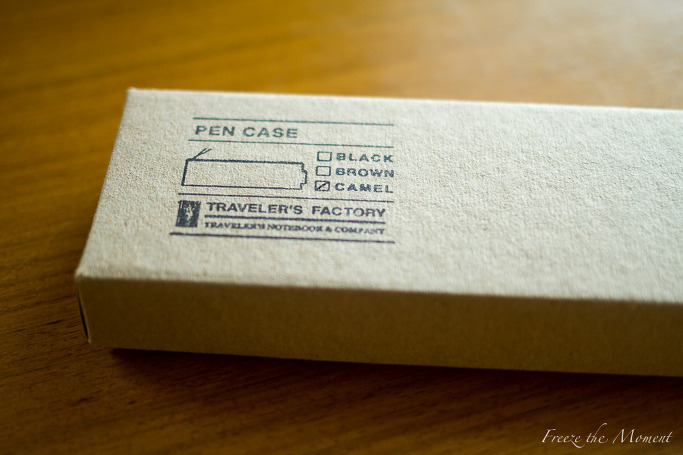 PEN CASE
BLACK
BROWN
CAMEL
TRAVELER'S FACTORY
TRAVELER'S NOTEBOOK & COMPANY
Freeze the Moment